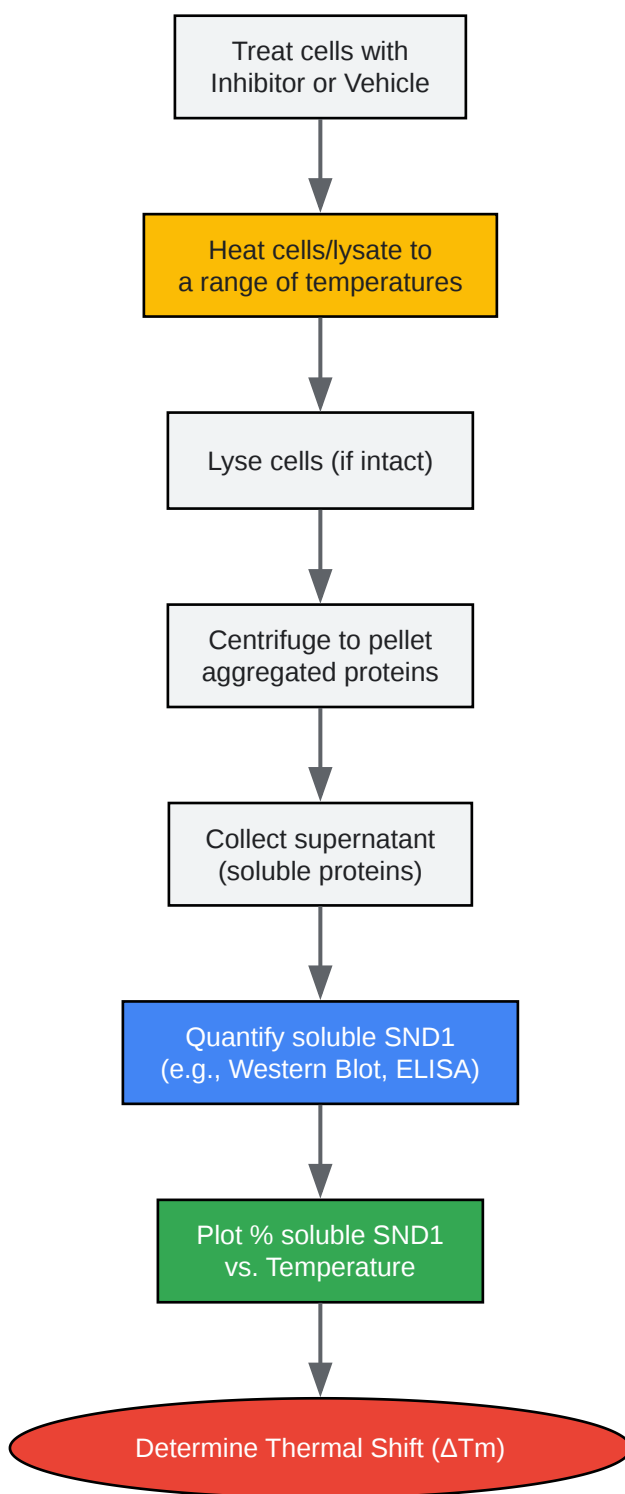 Treat cells with
Inhibitor or Vehicle
Heat cells/lysate to
a range of temperatures
Lyse cells (if intact)
Centrifuge to pellet
aggregated proteins
Collect supernatant
(soluble proteins)
Quantify soluble SND1
(e.g., Western Blot, ELISA)
Plot % soluble SND1
vs. Temperature
Determine Thermal Shift (ΔTm)